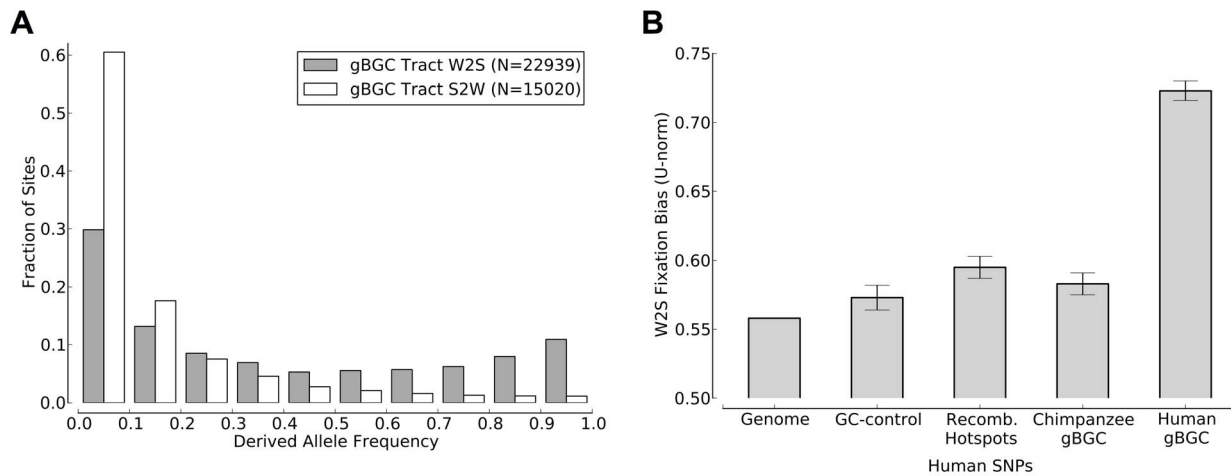 A
gBGC Tract W2S (N=22939)
gBGC Tract S2W (N=15020)
Fraction of Sites
0.6
0.5
0.4
0.3
0.2
0.1
0.0
0.0 0.1 0.2 0.3 0.4 0.5 0.6 0.7 0.8 0.9 1.0
Derived Allele Frequency
B
W2S Fixation Bias (U-norm)
0.75
0.70
0.65
0.60
0.55
0.50
Genome GC-control Recomb. Chimpanzee Human
Hotspots gBGC gBGC
Human SNPs